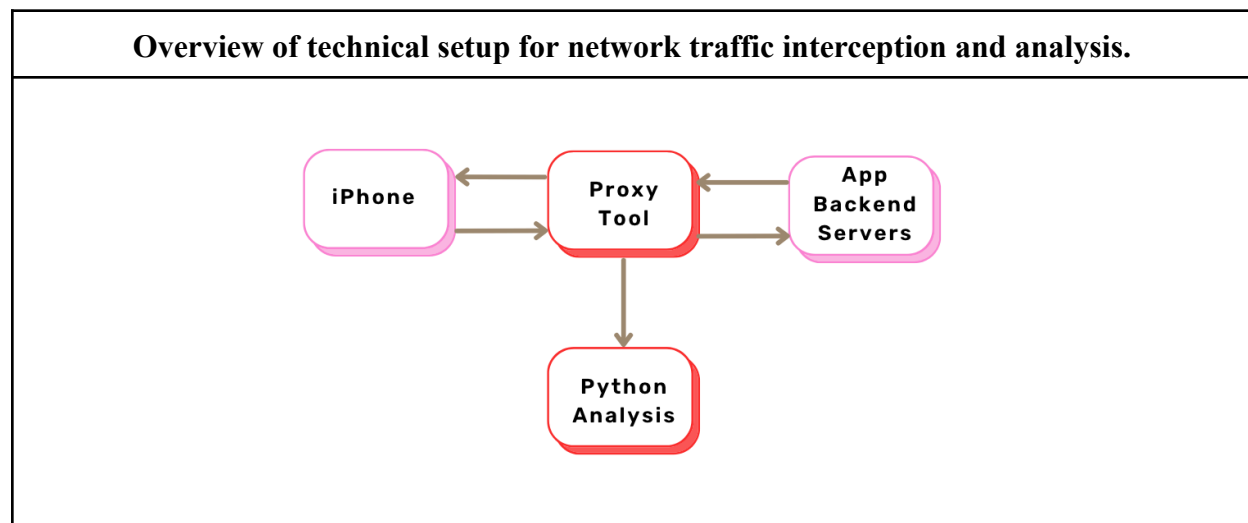 Overview of technical setup for network traffic interception and analysis.
iPhone
Proxy
Tool
App
Backend
Servers
Python
Analysis